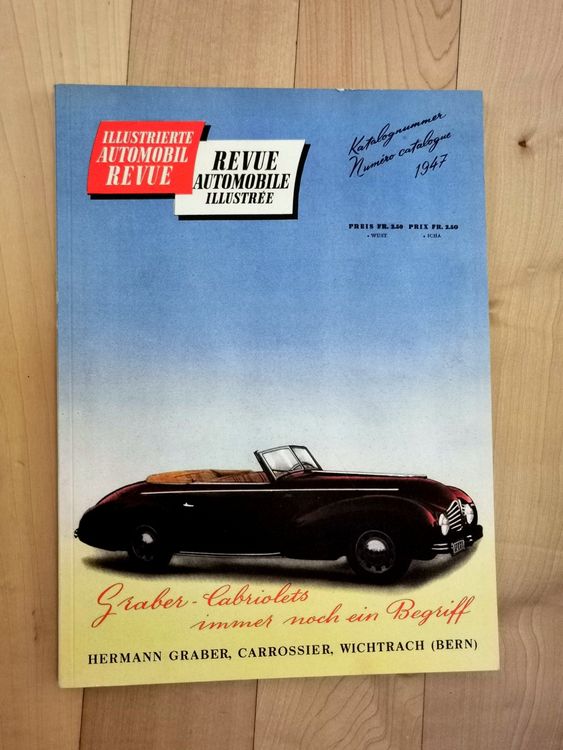 ILLUSTRIERTE
AUTOMOBIL
REVUE
REVUE
AUTOMOBILE
ILLUSTRÉE
Katalognummer
Numéro catalogue
1947
PREIS FR. 2.50 PRIX FR. 2.50
+ WUST. + ICHA
Graber-Cabriolets
immer noch ein Begriff
HERMANN GRABER, CARROSSIER, WICHTRACH (BERN)